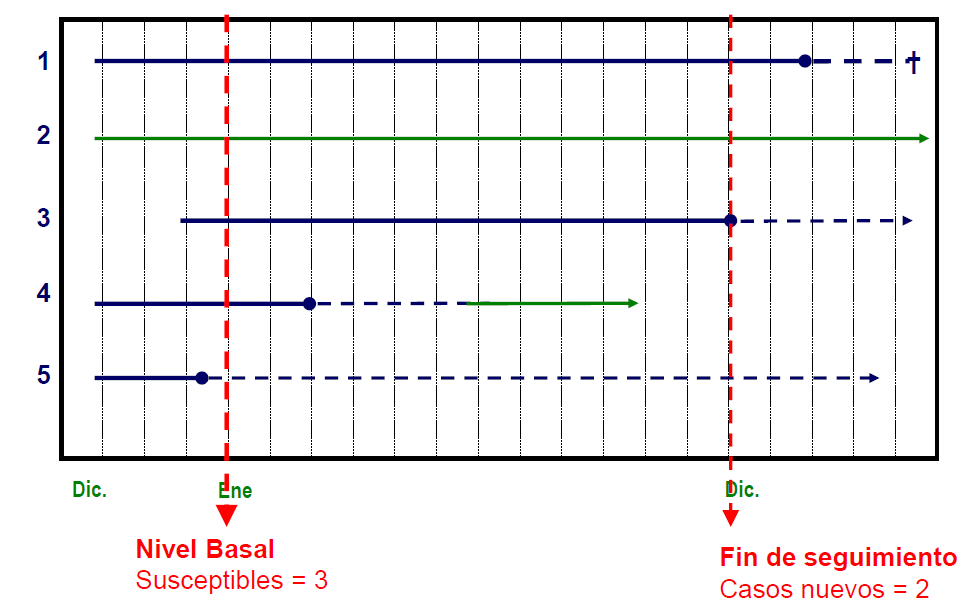 1
2
3
4
5
Dic.
Ene
Dic.
Nivel Basal
Susceptibles = 3
Fin de seguimiento
Casos nuevos = 2